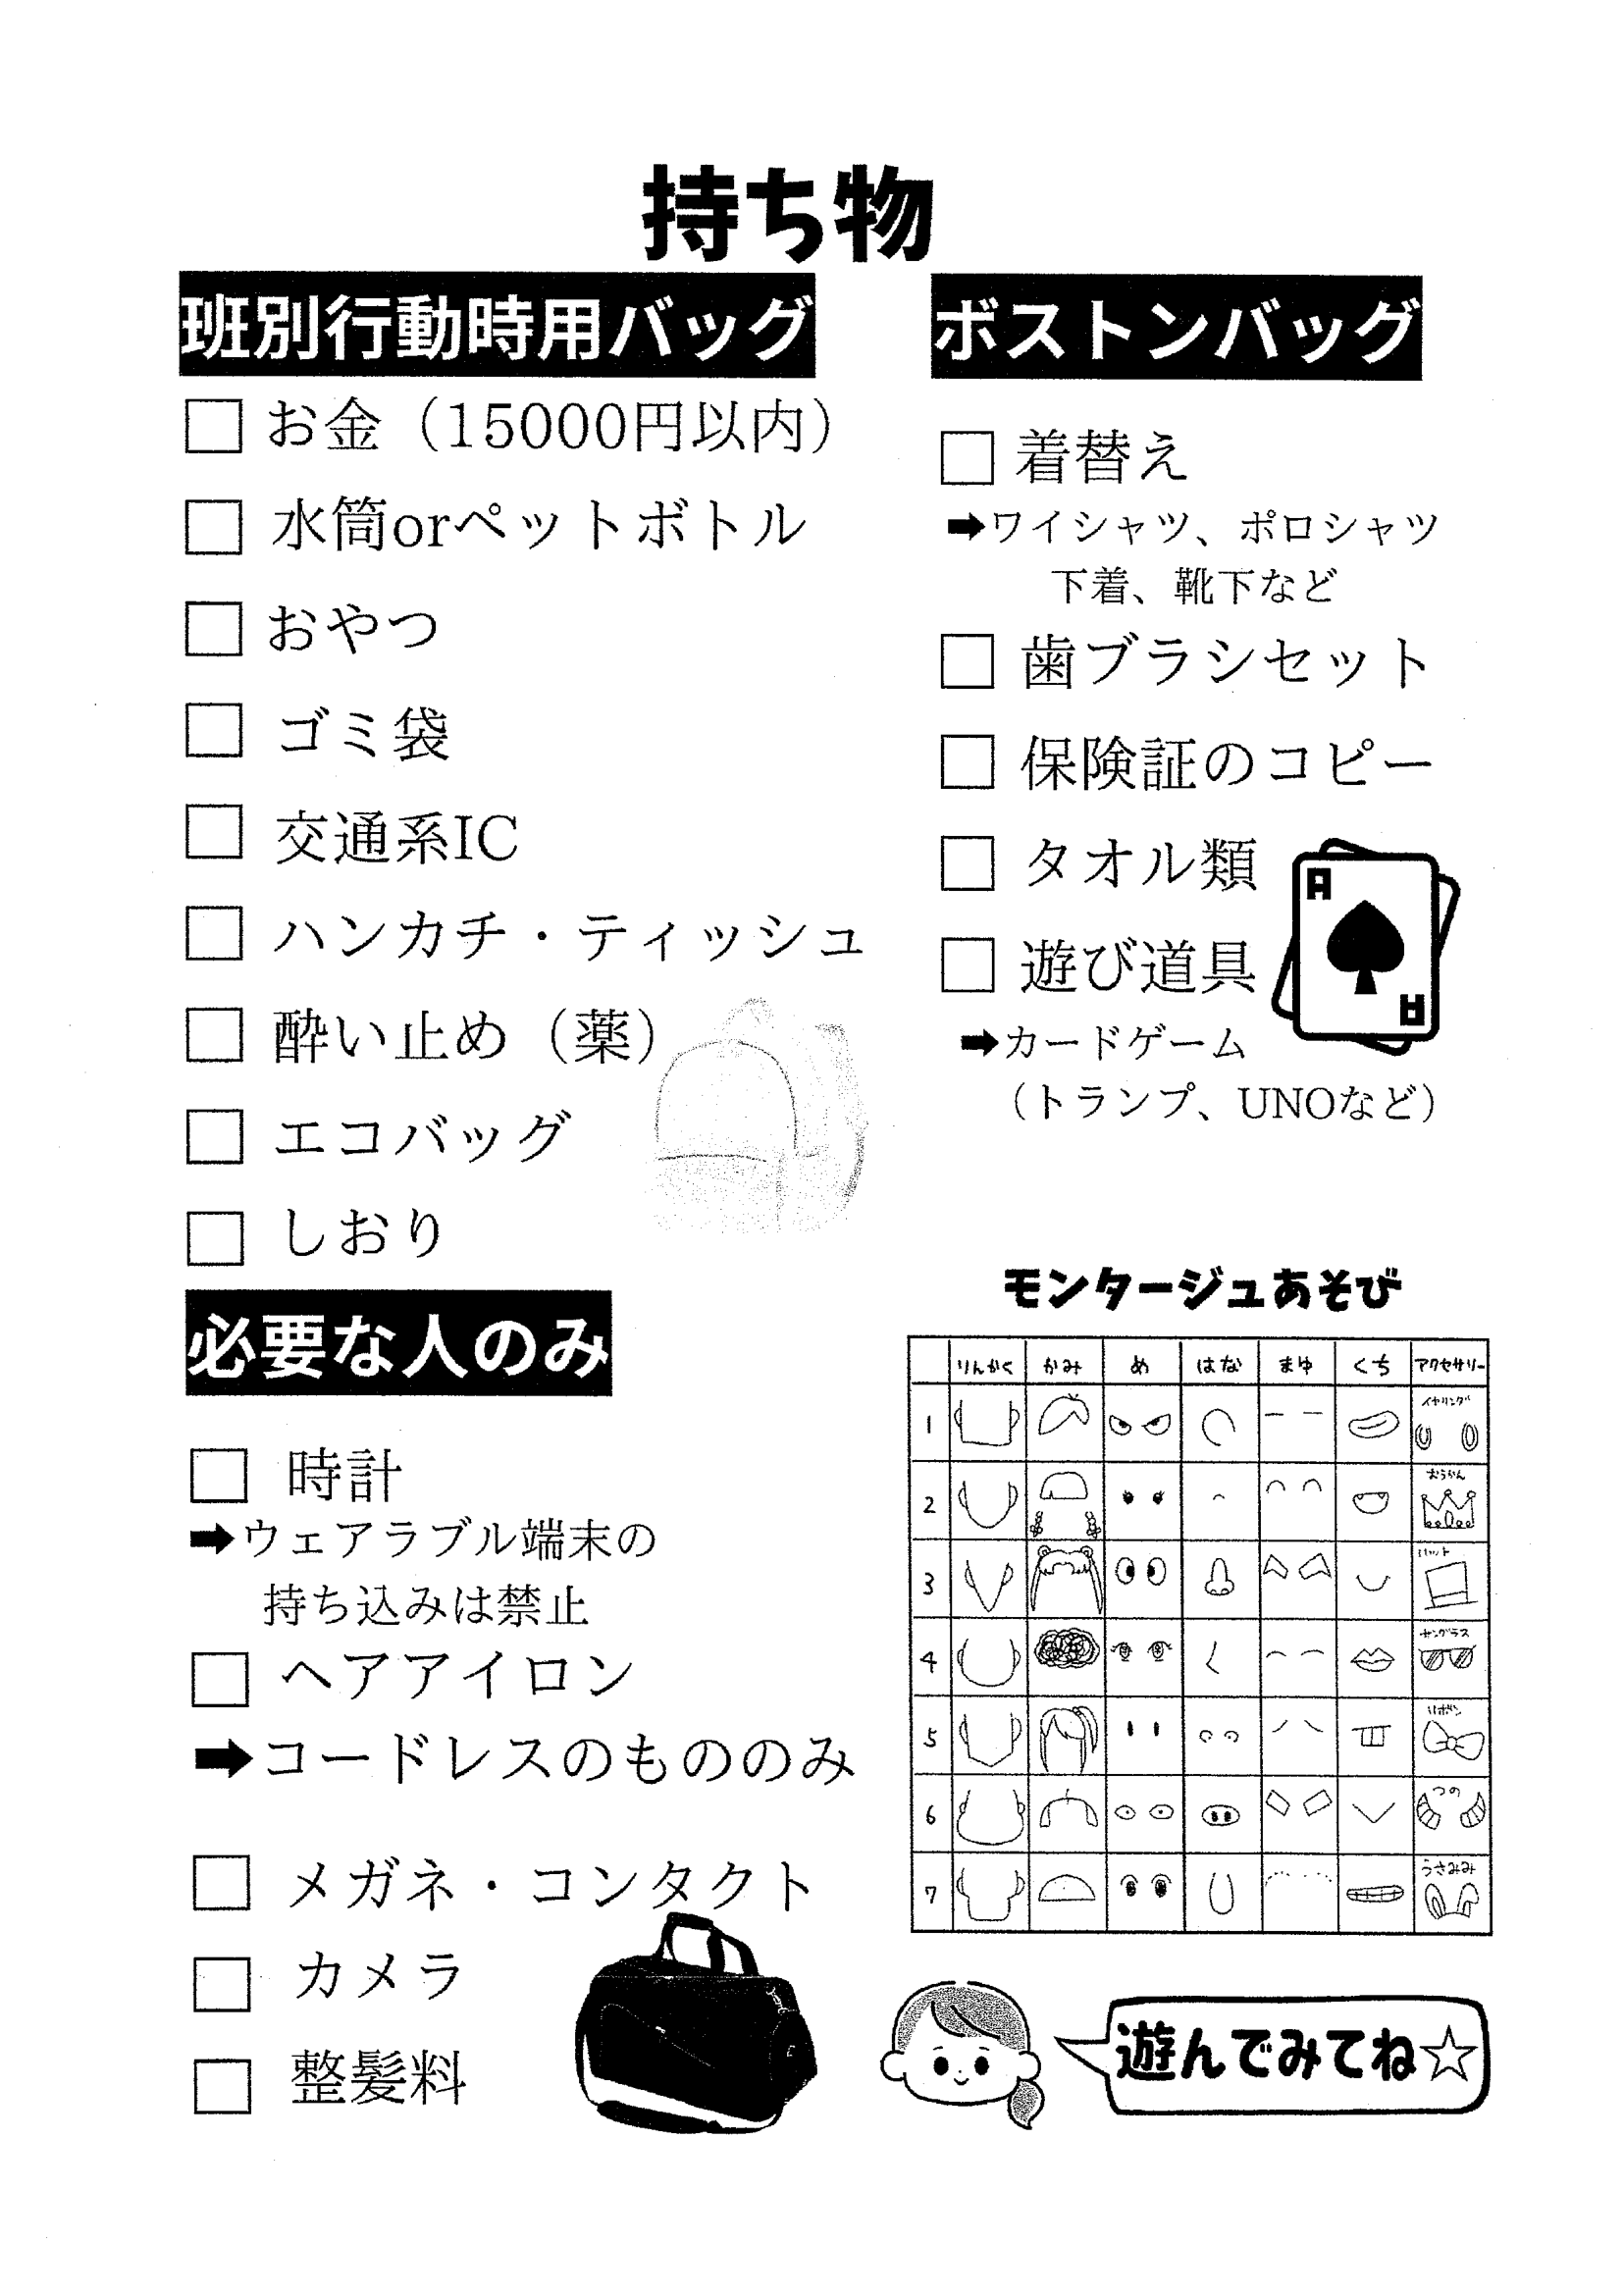 持ち物
班別行動時用バッグ
お金（15000円以内）
水筒orペットボトル
おやつ
ゴミ袋
交通系IC
ハンカチ・ティッシュ
酔い止め（薬）
エコバッグ
しおり
必要な人のみ
時計
➡ウェアラブル端末の
持ち込みは禁止
ヘアアイロン
➡コードレスのもののみ
メガネ・コンタクト
カメラ
整髪料
ボストンバッグ
着替え
➡ワイシャツ、ポロシャツ
下着、靴下など
歯ブラシセット
保険証のコピー
タオル類
遊び道具
➡カードゲーム
（トランプ、UNOなど）
A
A
モンタージュあそび
りんかく かみ め はな まゆ くち アクセサリー
1 イヤリング
2 おうかん
3 ハット
4 サングラス
5 リボン
6 つの
7 うさみみ
遊んでみてね☆